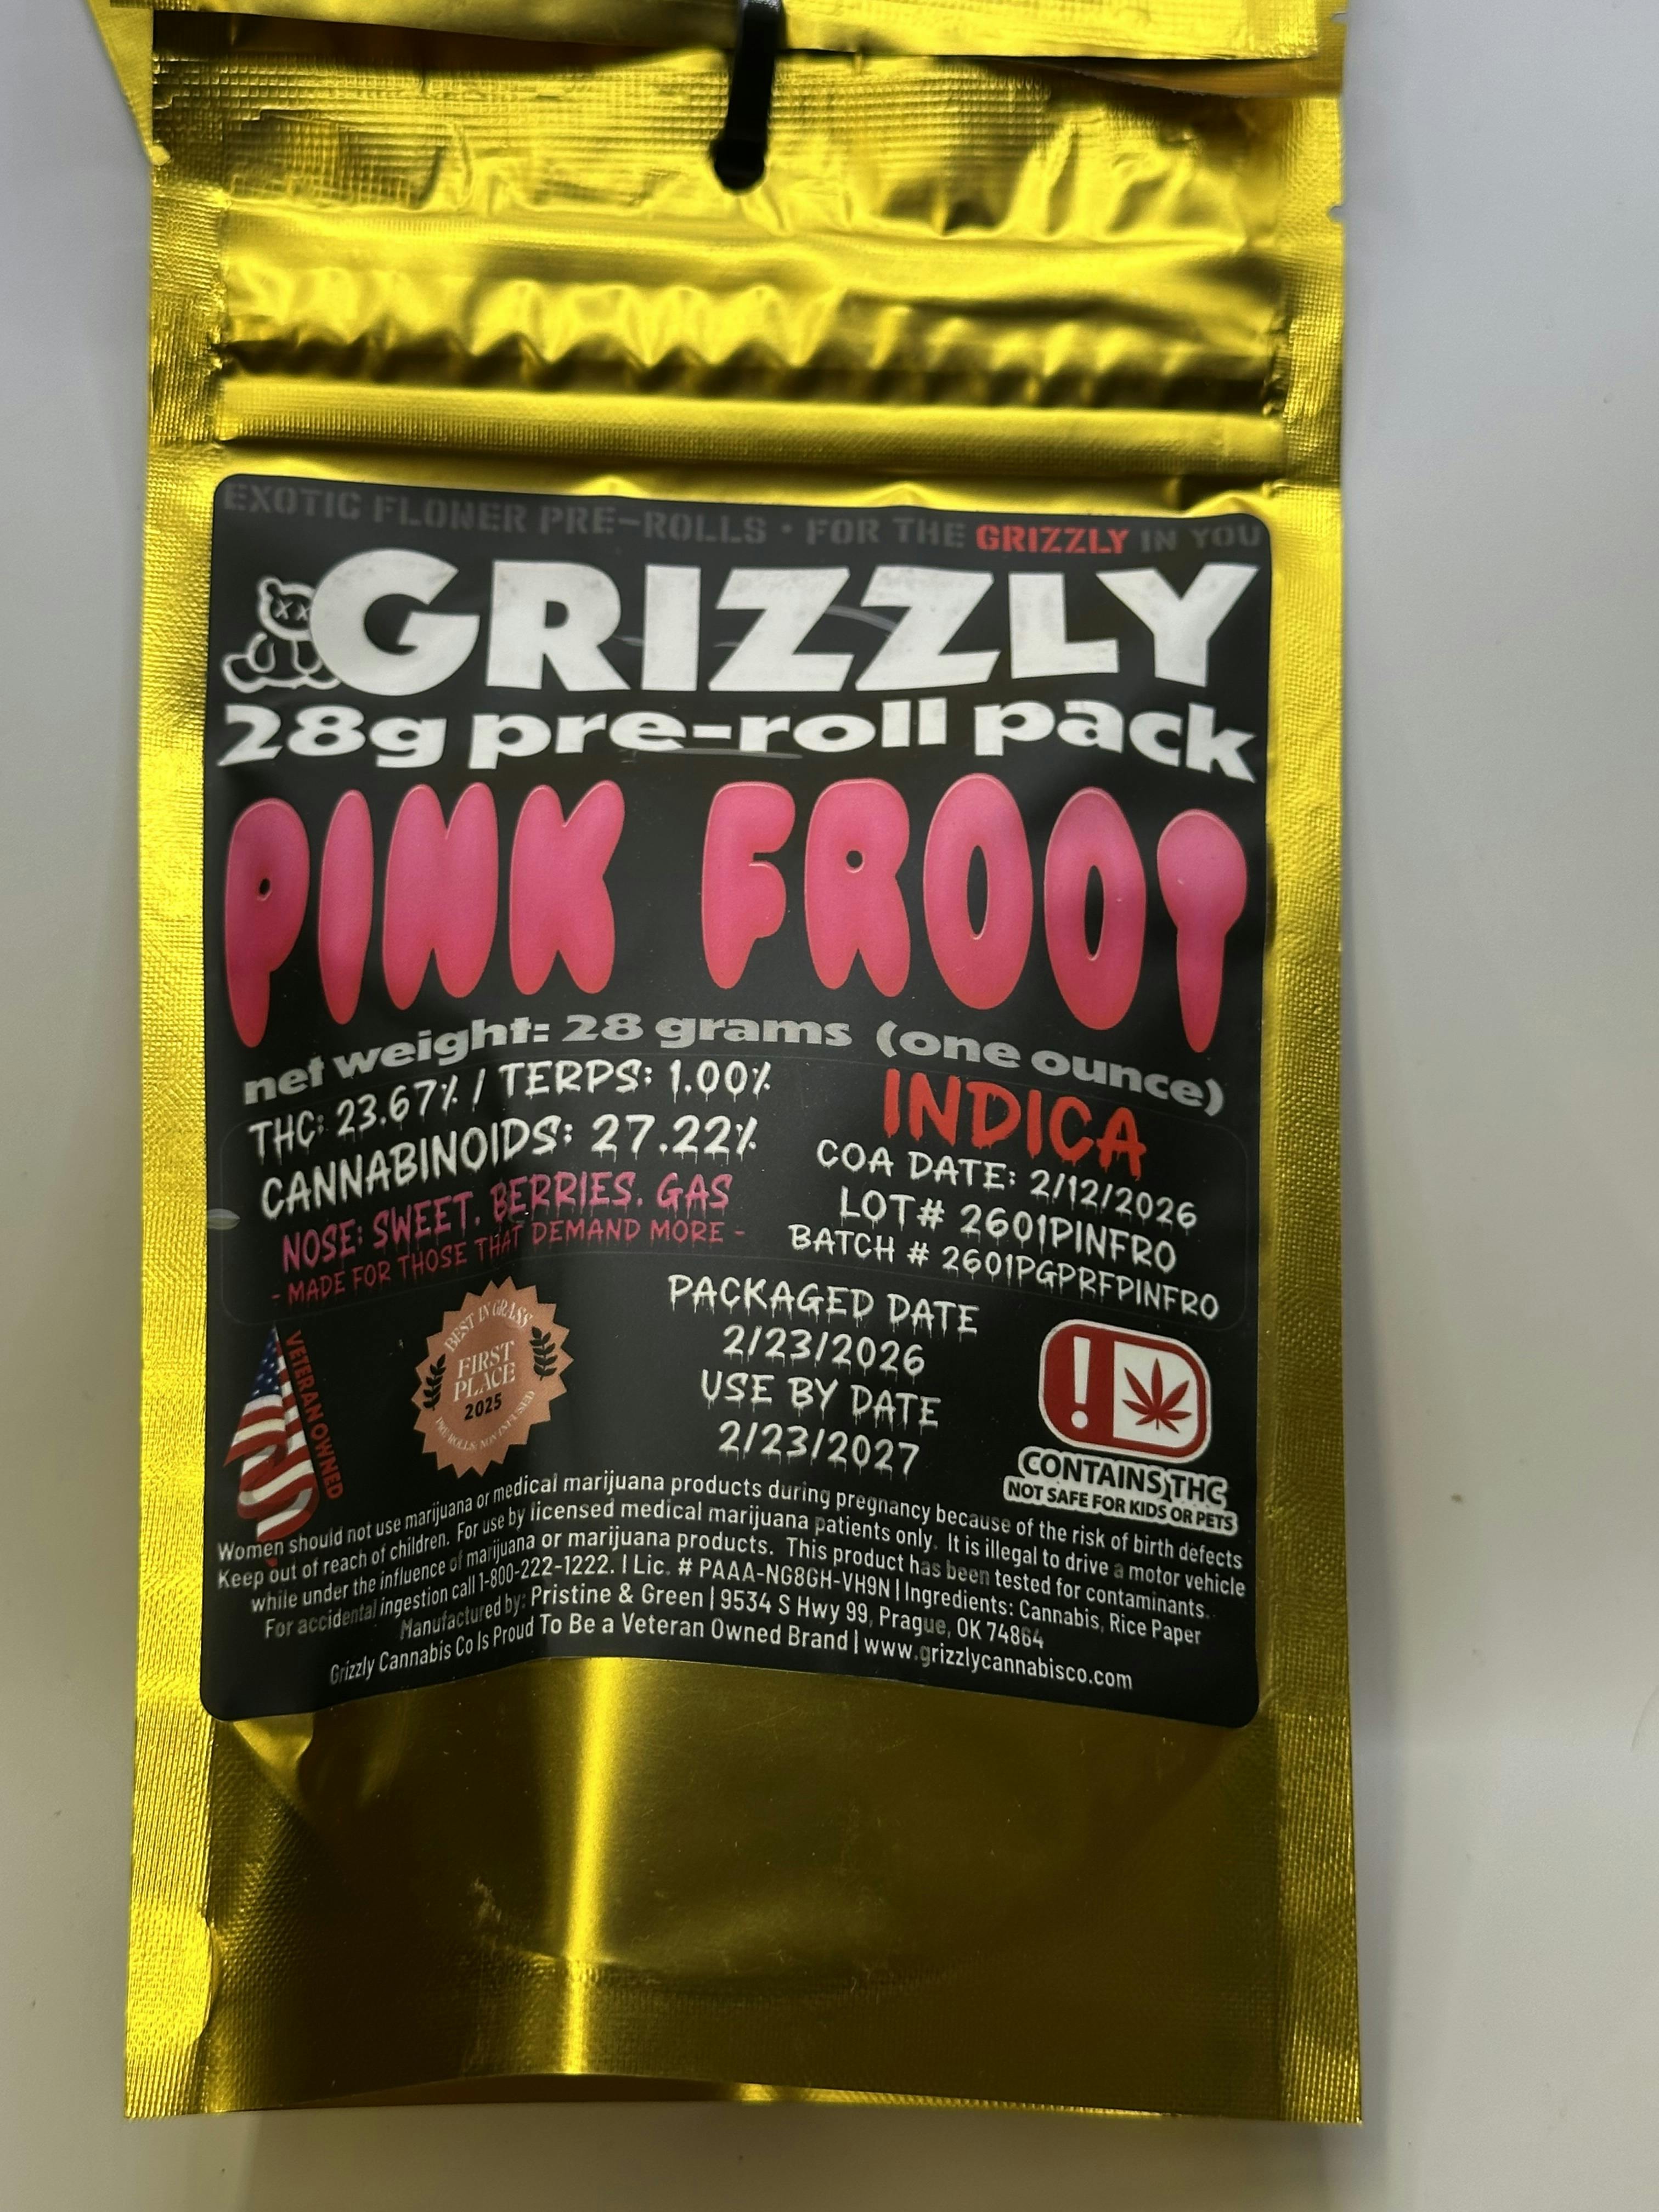 EXOTIC FLOWER PRE-ROLLS • FOR THE GRIZZLY IN YOU
GRIZZLY
28g pre-roll pack
PINK FROOT
net weight: 28 grams (one ounce)
THC: 23.67% / TERPS: 1.00%
CANNABINOIDS: 27.22%
NOSE: SWEET. BERRIES. GAS
- MADE FOR THOSE THAT DEMAND MORE -
INDICA
COA DATE: 2/12/2026
LOT# 2601PINFRO
BATCH # 2601PGPRFPINFRO
VETERAN OWNED
BEST IN GRASS
FIRST
PLACE
2025
PRE ROLLS NON INFUSED
PACKAGED DATE
2/23/2026
USE BY DATE
2/23/2027
!
CONTAINS THC
NOT SAFE FOR KIDS OR PETS
Women should not use marijuana or medical marijuana products during pregnancy because of the risk of birth defects
Keep out of reach of children. For use by licensed medical marijuana patients only. It is illegal to drive a motor vehicle
while under the influence of marijuana or marijuana products. This product has been tested for contaminants.
For accidental ingestion call 1-800-222-1222. | Lic. # PAAA-NG8GH-VH9N | Ingredients: Cannabis, Rice Paper
Manufactured by: Pristine & Green | 9534 S Hwy 99, Prague, OK 74864
Grizzly Cannabis Co Is Proud To Be a Veteran Owned Brand | www.grizzlycannabisco.com